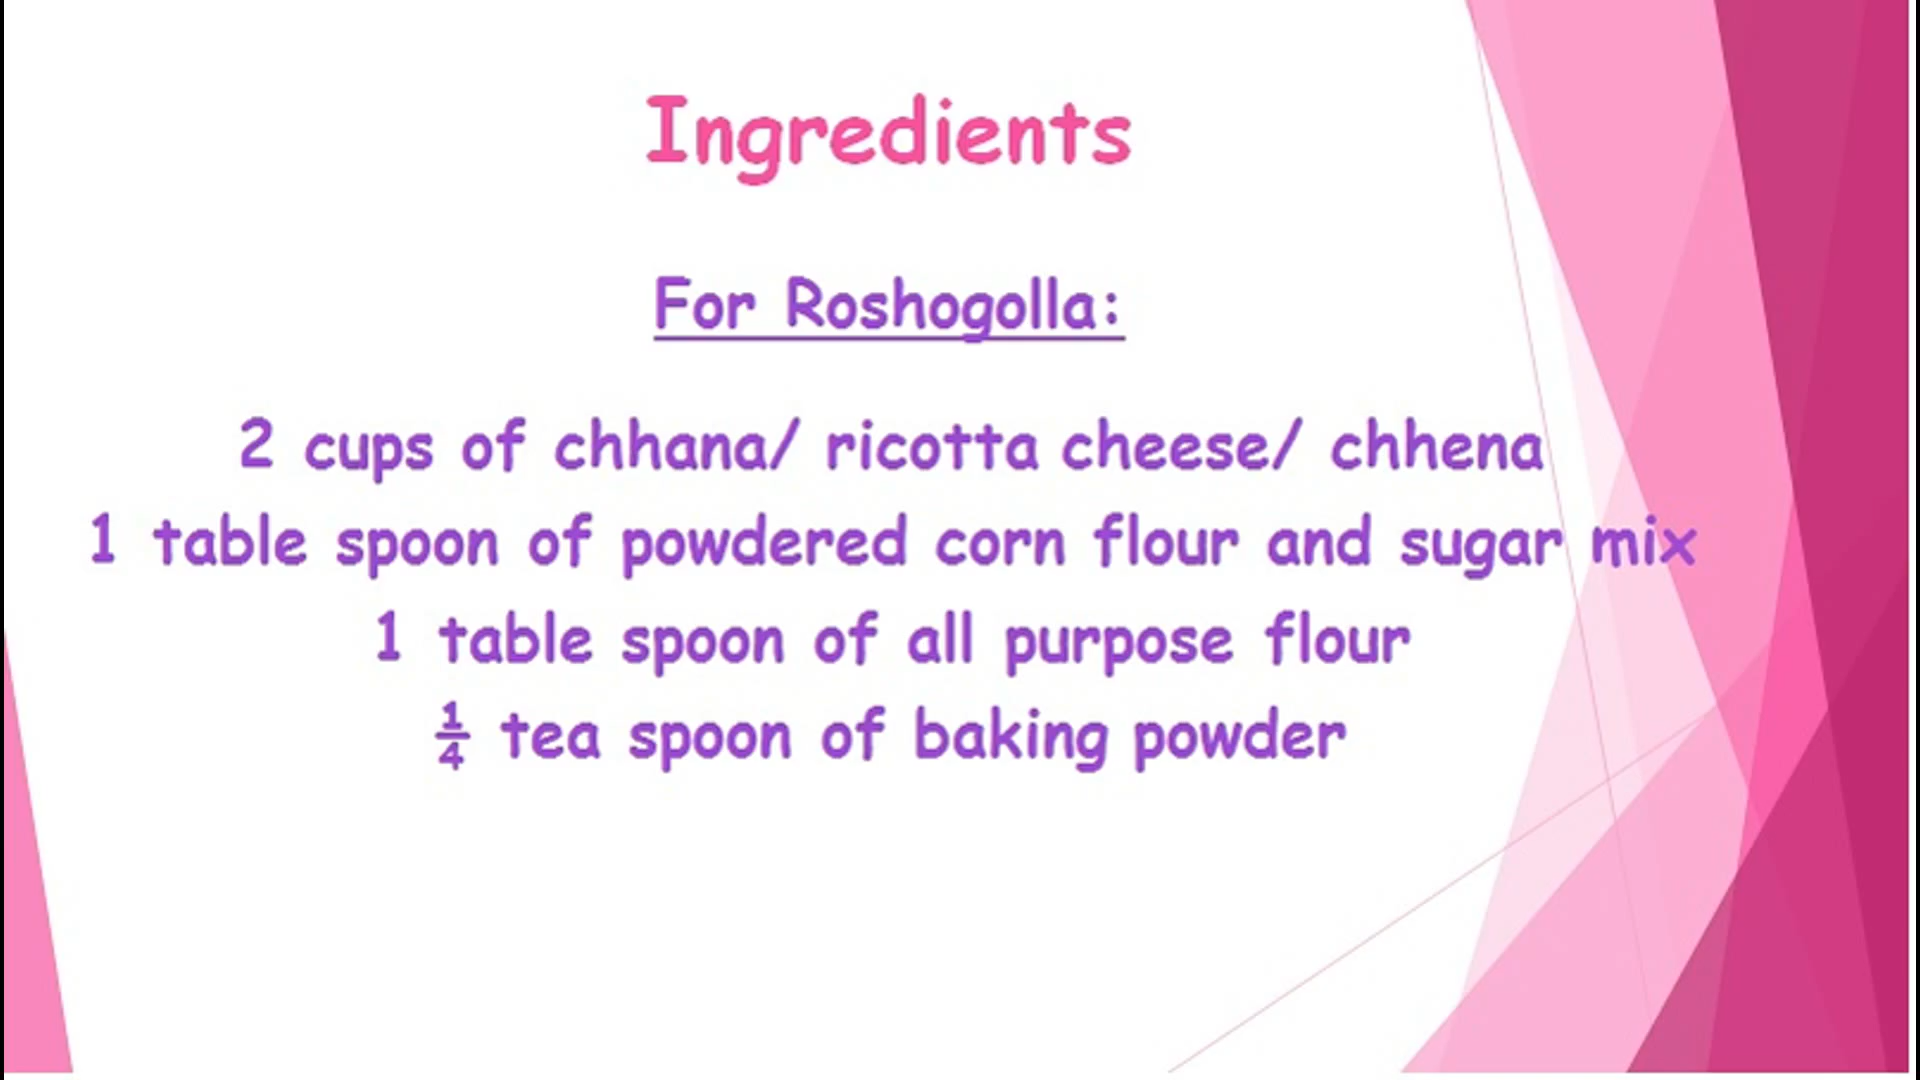 Ingredients
For Roshogolla:
2 cups of chhana/ ricotta cheese/ chhena
1 table spoon of powdered corn flour and sugar mix
1 table spoon of all purpose flour
¼ tea spoon of baking powder